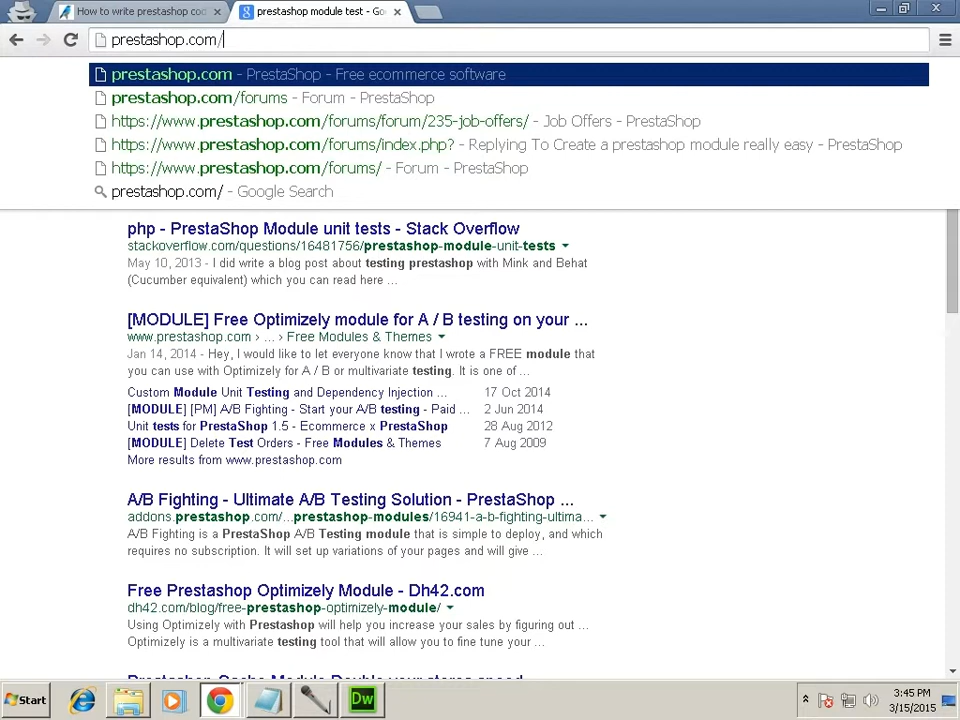 How to write prestashop cod
prestashop module test - Goo
prestashop.com/
prestashop.com - PrestaShop - Free ecommerce software
prestashop.com/forums - Forum - PrestaShop
https://www.prestashop.com/forums/forum/235-job-offers/ - Job Offers - PrestaShop
https://www.prestashop.com/forums/index.php? - Replying To Create a prestashop module really easy - PrestaShop
https://www.prestashop.com/forums/ - Forum - PrestaShop
prestashop.com/ - Google Search
php - PrestaShop Module unit tests - Stack Overflow
stackoverflow.com/questions/16481756/prestashop-module-unit-tests
May 10, 2013 - I did write a blog post about testing prestashop with Mink and Behat
(Cucumber equivalent) which you can read here ...
[MODULE] Free Optimizely module for A / B testing on your ...
www.prestashop.com › ... › Free Modules & Themes
Jan 14, 2014 - Hey, I would like to let everyone know that I wrote a FREE module that
you can use with Optimizely for A / B or multivariate testing. It is one of ...
Custom Module Unit Testing and Dependency Injection ... 17 Oct 2014
[MODULE] [PM] A/B Fighting - Start your A/B testing - Paid ... 2 Jun 2014
Unit tests for PrestaShop 1.5 - Ecommerce x PrestaShop 28 Aug 2012
[MODULE] Delete Test Orders - Free Modules & Themes 7 Aug 2009
More results from www.prestashop.com
A/B Fighting - Ultimate A/B Testing Solution - PrestaShop ...
addons.prestashop.com/...prestashop-modules/16941-a-b-fighting-ultima...
A/B Fighting is a PrestaShop A/B Testing module that is simple to deploy, and which
requires no subscription. It will set up variations of your pages and will give ...
Free Prestashop Optimizely Module - Dh42.com
dh42.com/blog/free-prestashop-optimizely-module/
Using Optimizely with Prestashop will help you increase your sales by figuring out ...
Optimizely is a multivariate testing tool that will allow you to fine tune your ...
Prestashop Cache Module Double your stores speed
Start
Dw
3:45 PM
3/15/2015